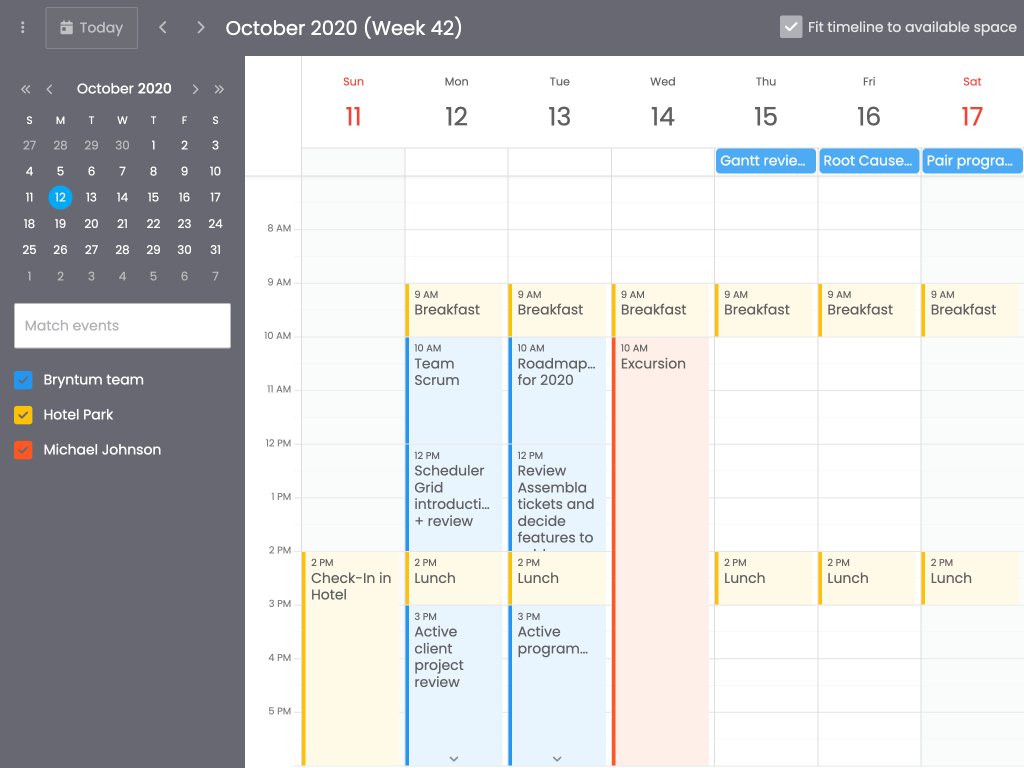 Today
October 2020 (Week 42)
Fit timeline to available space
October 2020
S M T W T F S
27 28 29 30 1 2 3
4 5 6 7 8 9 10
11 12 13 14 15 16 17
18 19 20 21 22 23 24
25 26 27 28 29 30 31
1 2 3 4 5 6 7
Match events
Bryntum team
Hotel Park
Michael Johnson
Sun Mon Tue Wed Thu Fri Sat
11 12 13 14 15 16 17
Gantt revie... Root Cause... Pair progra...
8 AM
9 AM
10 AM
11 AM
12 PM
1 PM
2 PM
3 PM
4 PM
5 PM
2 PM
Check-In in
Hotel
9 AM
Breakfast
10 AM
Team
Scrum
12 PM
Scheduler
Grid
introducti...
+ review
2 PM
Lunch
3 PM
Active
client
project
review
9 AM
Breakfast
10 AM
Roadmap...
for 2020
12 PM
Review
Assembla
tickets and
decide
features to
2 PM
Lunch
3 PM
Active
program...
9 AM
Breakfast
10 AM
Excursion
9 AM
Breakfast
2 PM
Lunch
9 AM
Breakfast
2 PM
Lunch
9 AM
Breakfast
2 PM
Lunch